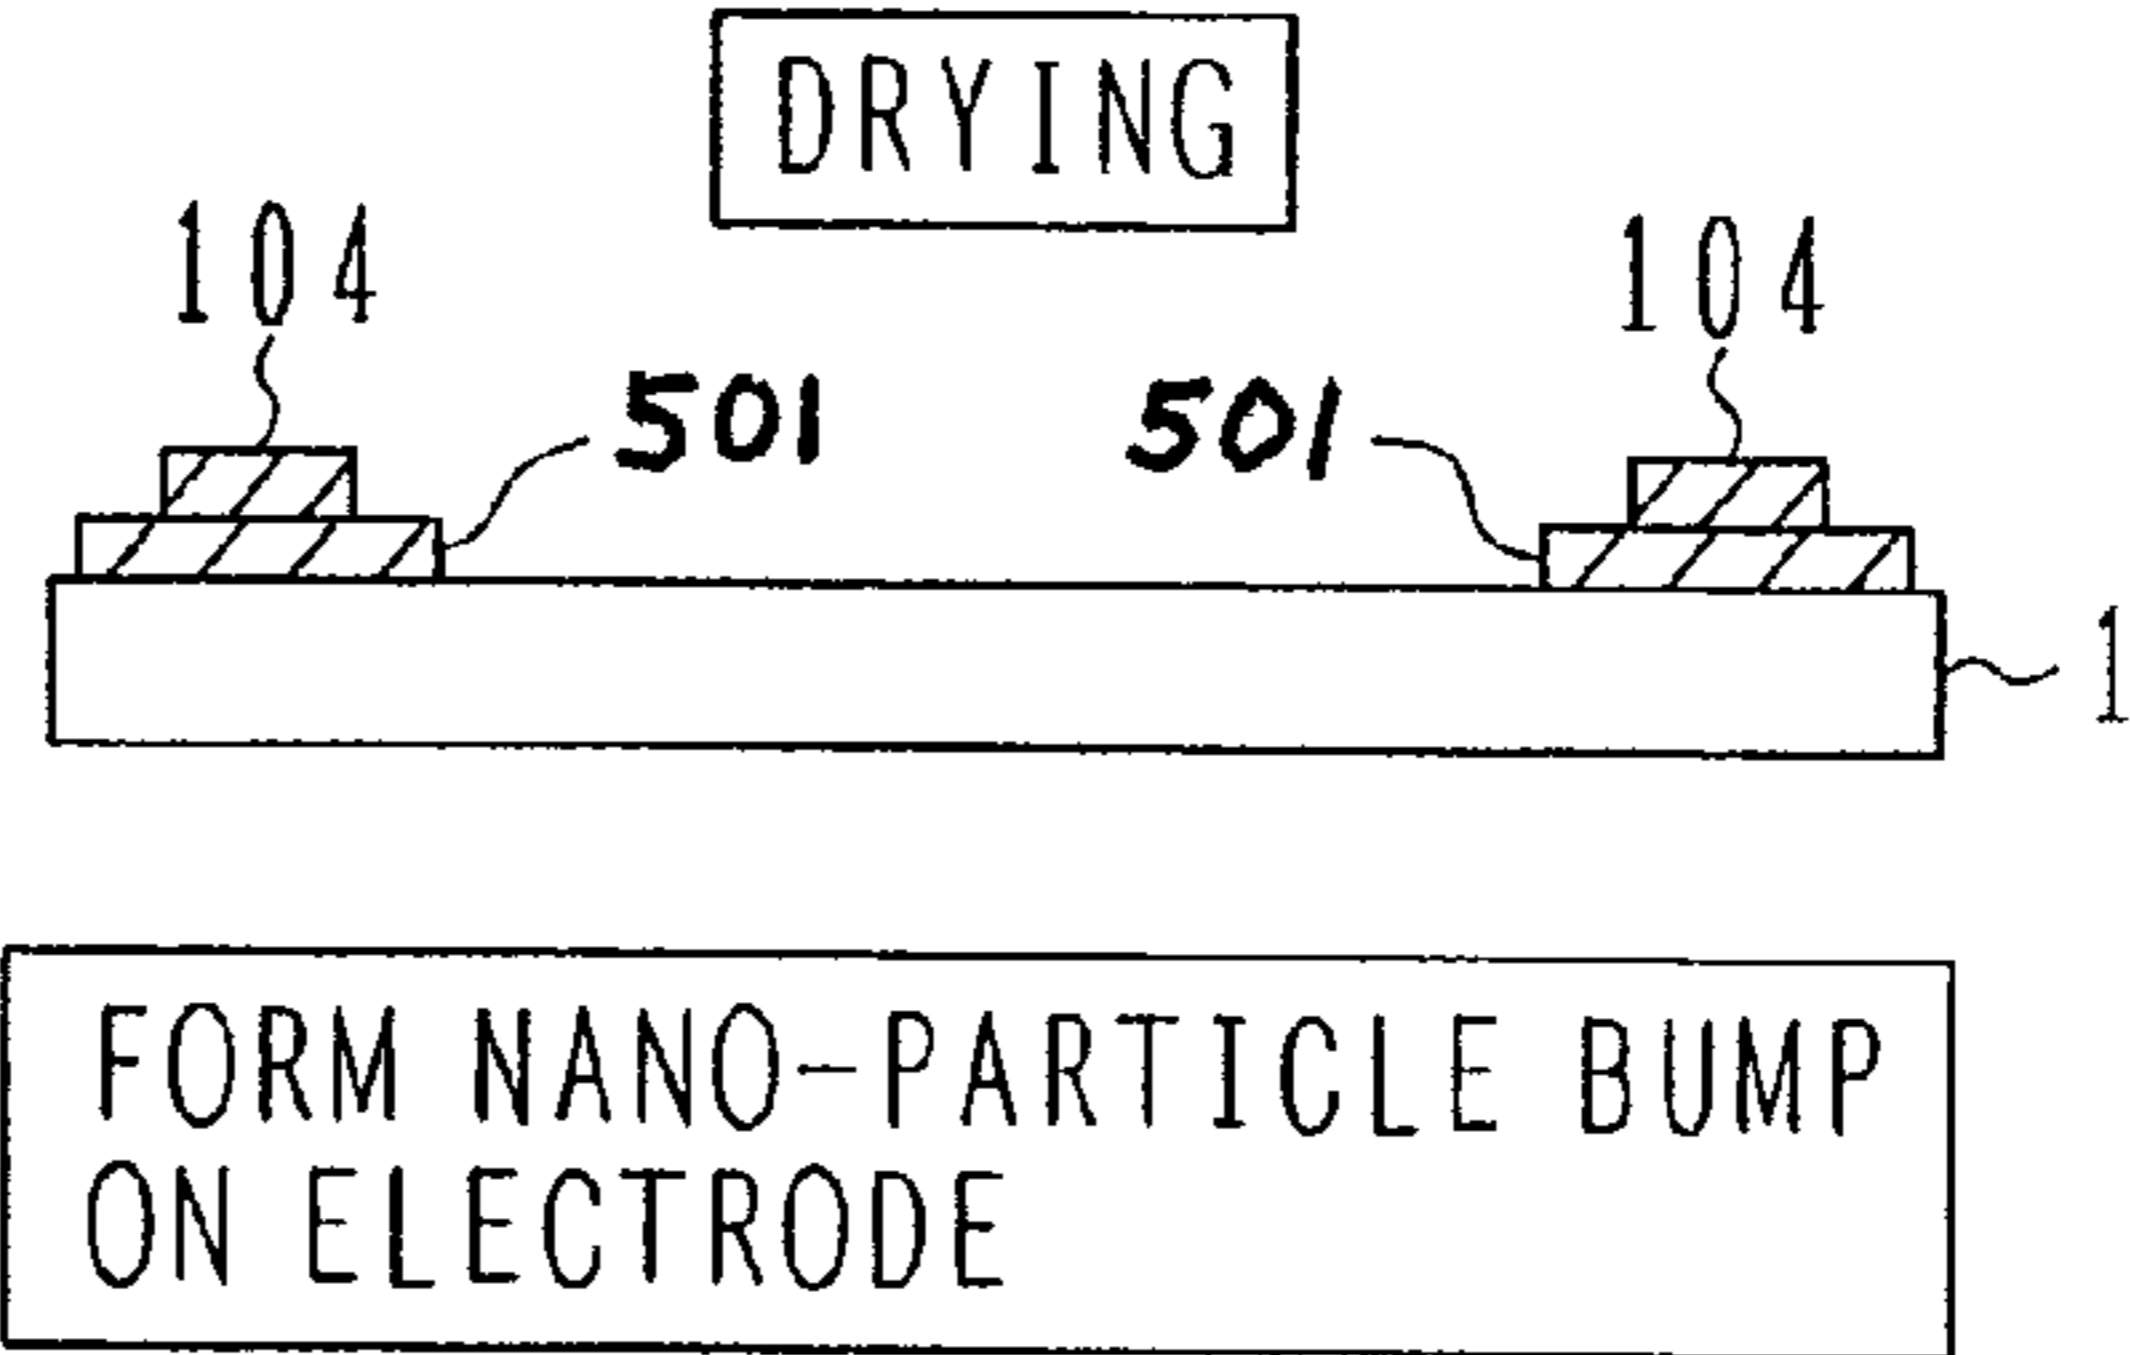 DRYING
104 104
501 501
1
FORM NANO-PARTICLE BUMP
ON ELECTRODE